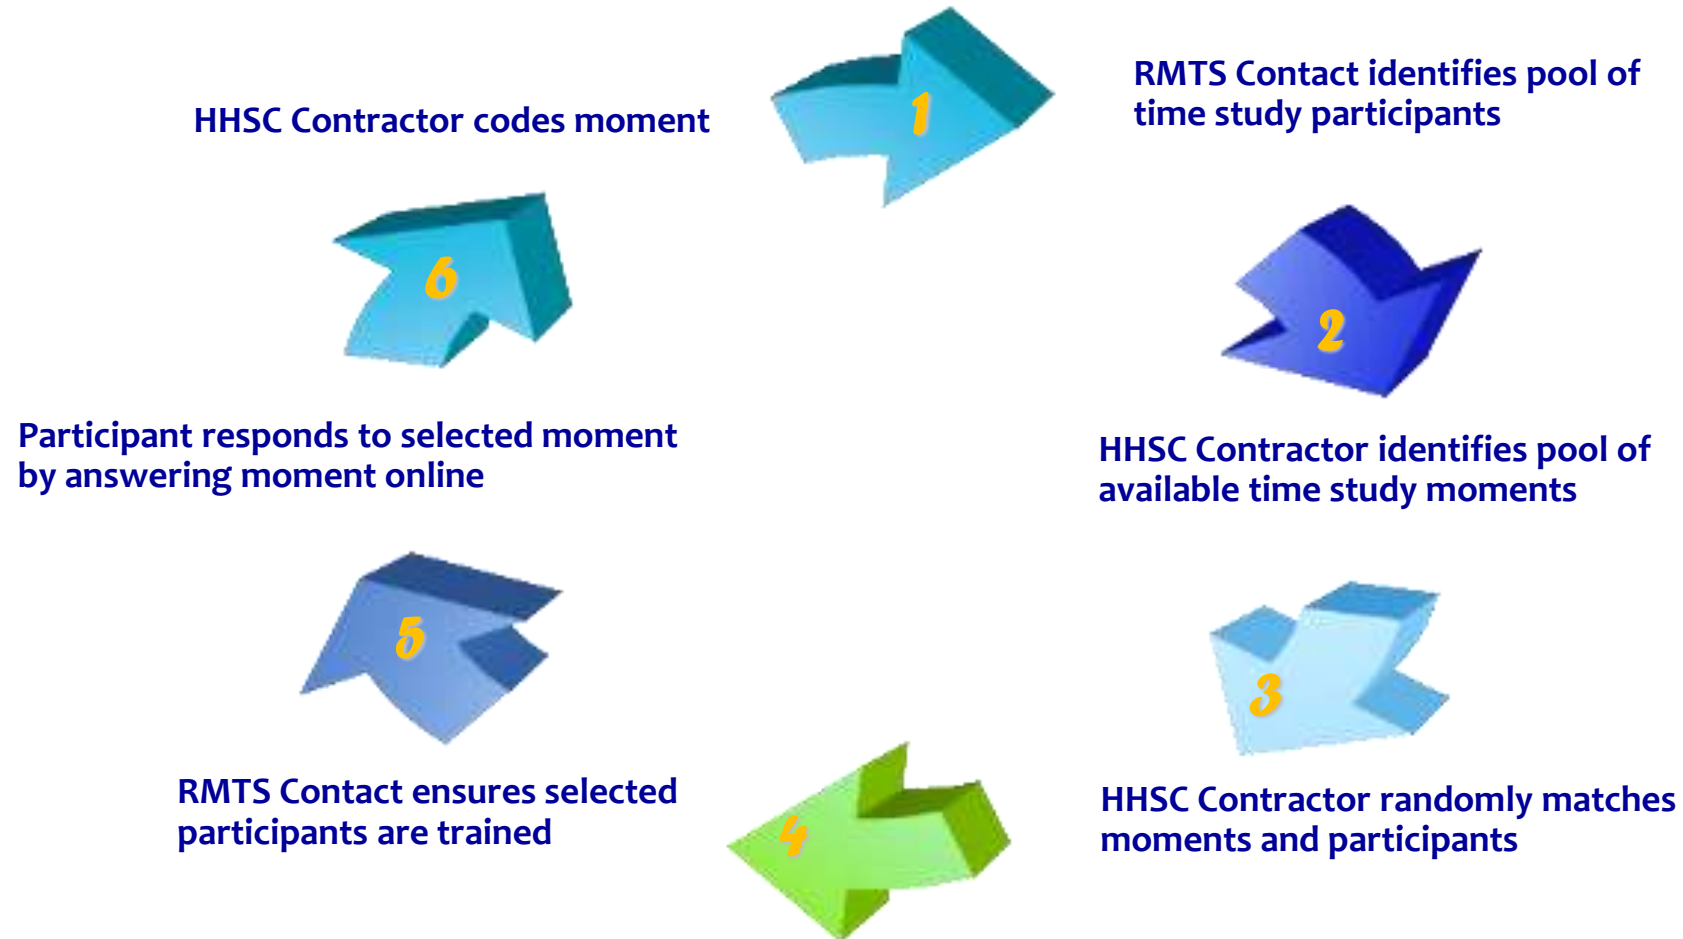 1
RMTS Contact identifies pool of
time study participants
2
HHSC Contractor identifies pool of
available time study moments
3
HHSC Contractor randomly matches
moments and participants
4
RMTS Contact ensures selected
participants are trained
5
Participant responds to selected moment
by answering moment online
6
HHSC Contractor codes moment